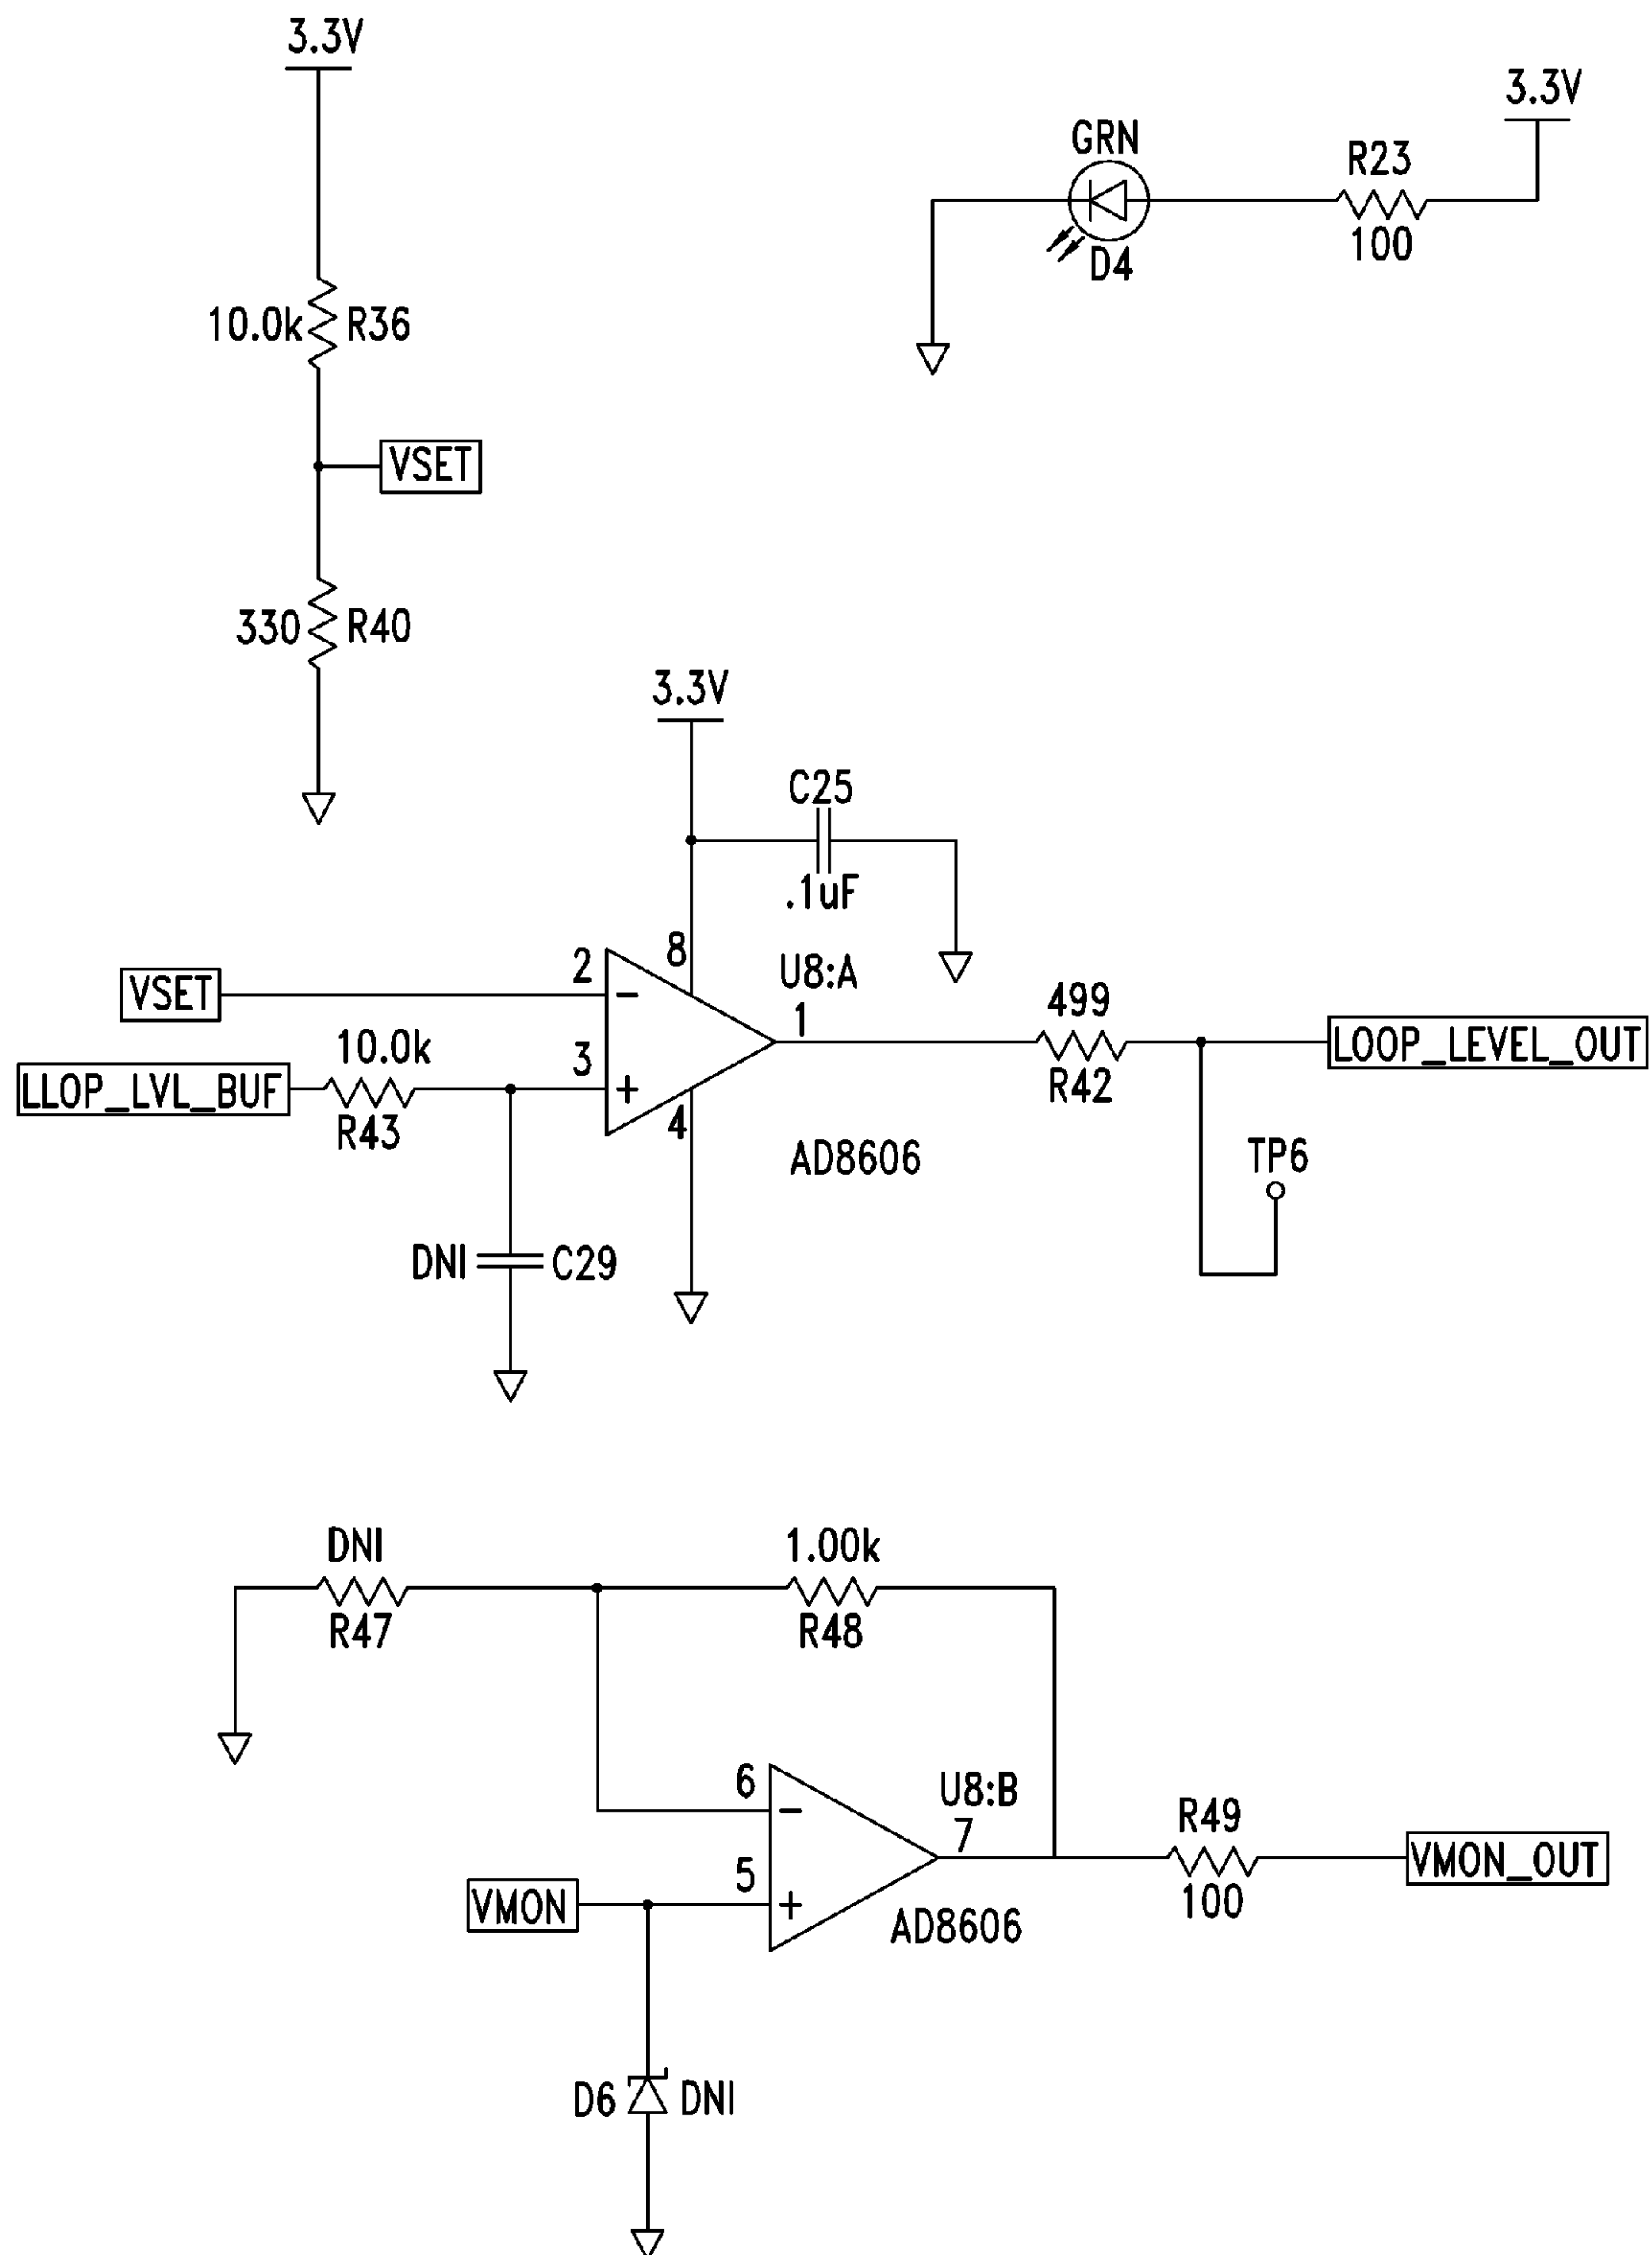 3.3V
3.3V
GRN
R23
100
D4
10.0k
R36
VSET
330
R40
3.3V
C25
.1uF
8
2
U8:A
VSET
1
499
10.0k
3
LOOP_LEVEL_OUT
LLOP_LVL_BUF
R42
R43
4
AD8606
TP6
DNI
C29
DNI
1.00k
R47
R48
6
U8:B
7
R49
5
VMON_OUT
VMON
100
AD8606
D6
DNI